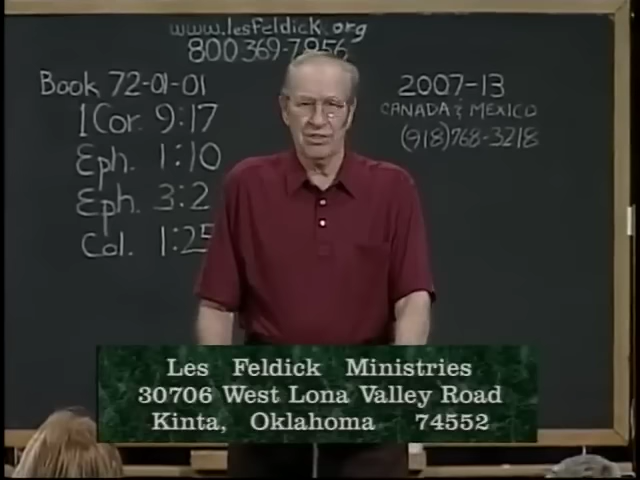 www.lesfeldick.org
800 369-7856
Book 72-01-01
1Cor. 9:17
Eph. 1:10
Eph. 3:2
Col. 1:25
2007-13
CANADA & MEXICO
(918)768-3218
Les Feldick Ministries
30706 West Lona Valley Road
Kinta, Oklahoma 74552